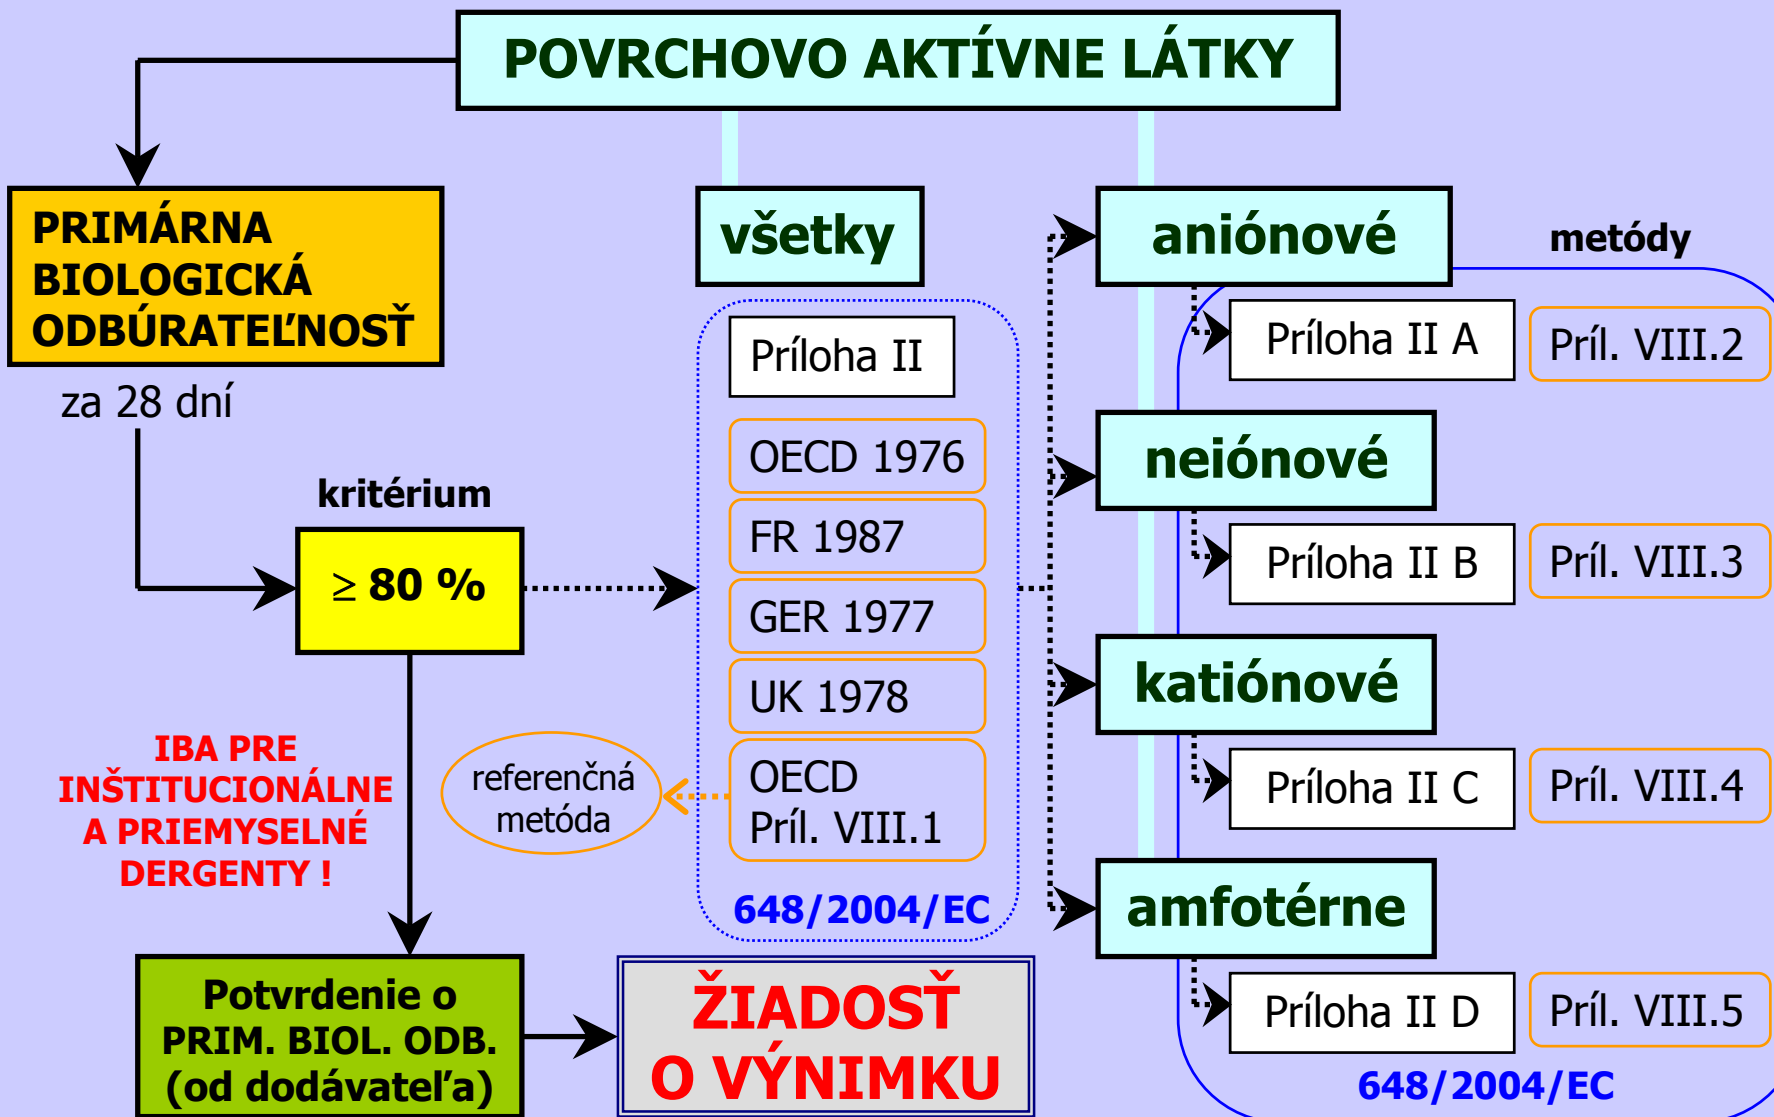 POVRCHOVO AKTÍVNE LÁTKY
PRIMÁRNA
BIOLOGICKÁ
ODBÚRATEĽNOSŤ
za 28 dní
kritérium
≥ 80 %
IBA PRE
INŠTITUCIONÁLNE
A PRIEMYSELNÉ
DERGENTY !
Potvrdenie o
PRIM. BIOL. ODB.
(od dodávateľa)
ŽIADOSŤ
O VÝNIMKU
všetky
Príloha II
OECD 1976
FR 1987
GER 1977
UK 1978
OECD
Príl. VIII.1
referenčná
metóda
648/2004/EC
metódy
aniónové
Príloha II A
Príl. VIII.2
neiónové
Príloha II B
Príl. VIII.3
katiónové
Príloha II C
Príl. VIII.4
amfotérne
Príloha II D
Príl. VIII.5
648/2004/EC